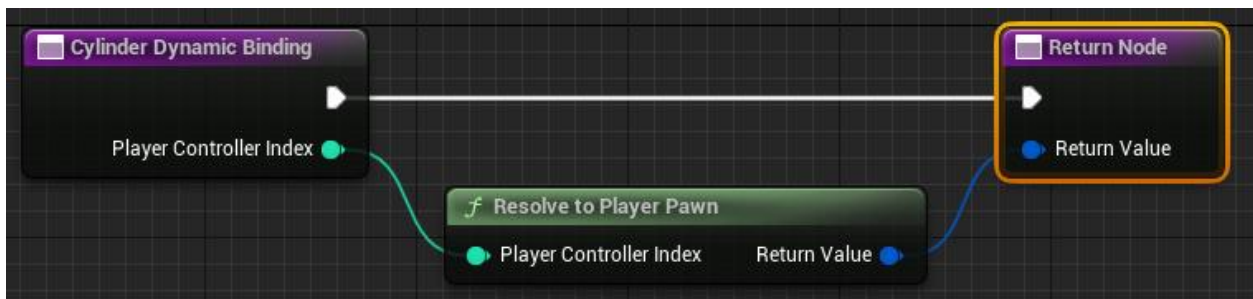 Cylinder Dynamic Binding
Player Controller Index
f Resolve to Player Pawn
Player Controller Index
Return Value
Return Node
Return Value